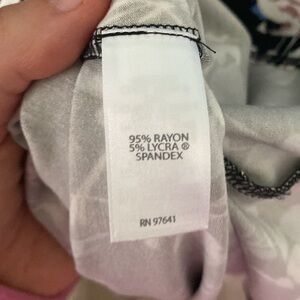 95% RAYON
5% LYCRA ®
SPANDEX
RN 97641